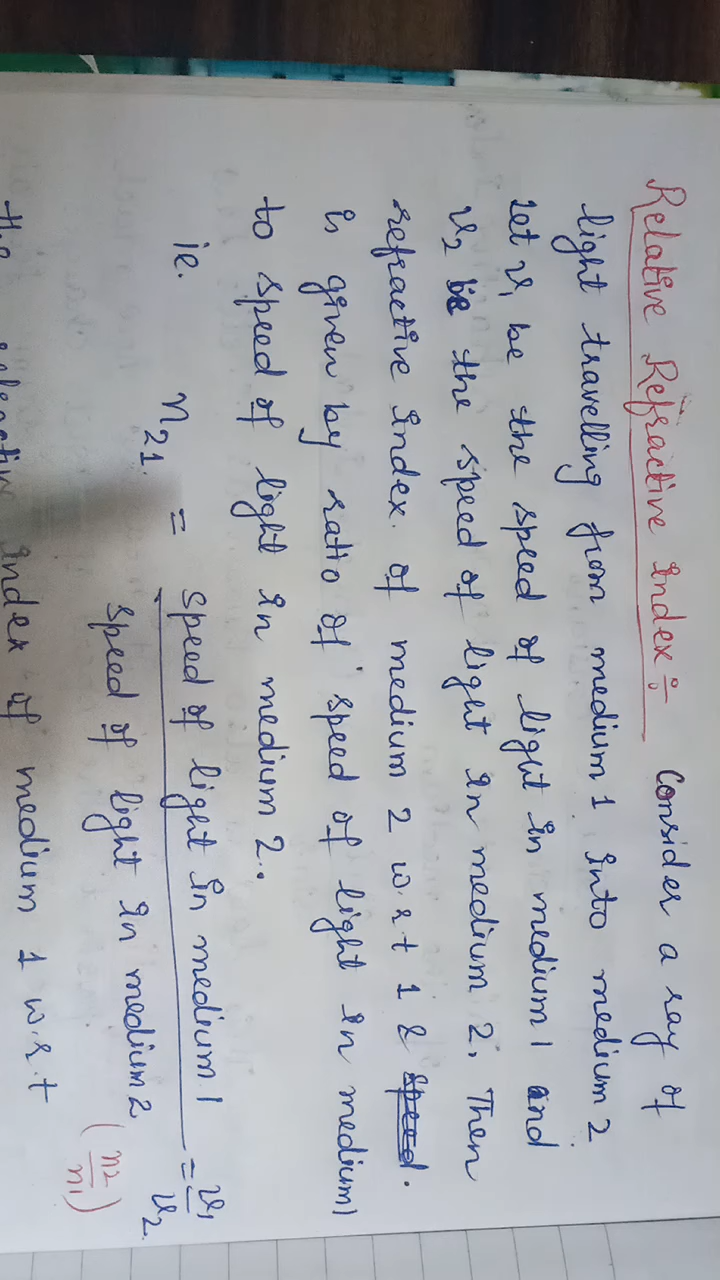 Relative Refractive Index :- Consider a ray of
light travelling from medium 1 into medium 2
Let v1 be the speed of light in medium 1 and
v2 be the speed of light in medium 2. Then
refractive index of medium 2 w.r.t 1 & speed.
is given by ratio of speed of light in medium 1
to speed of light in medium 2.
ie. n21 = speed of light in medium 1 / speed of light in medium 2 = v1/v2 (n2/n1)
index of medium 1 w.r.t